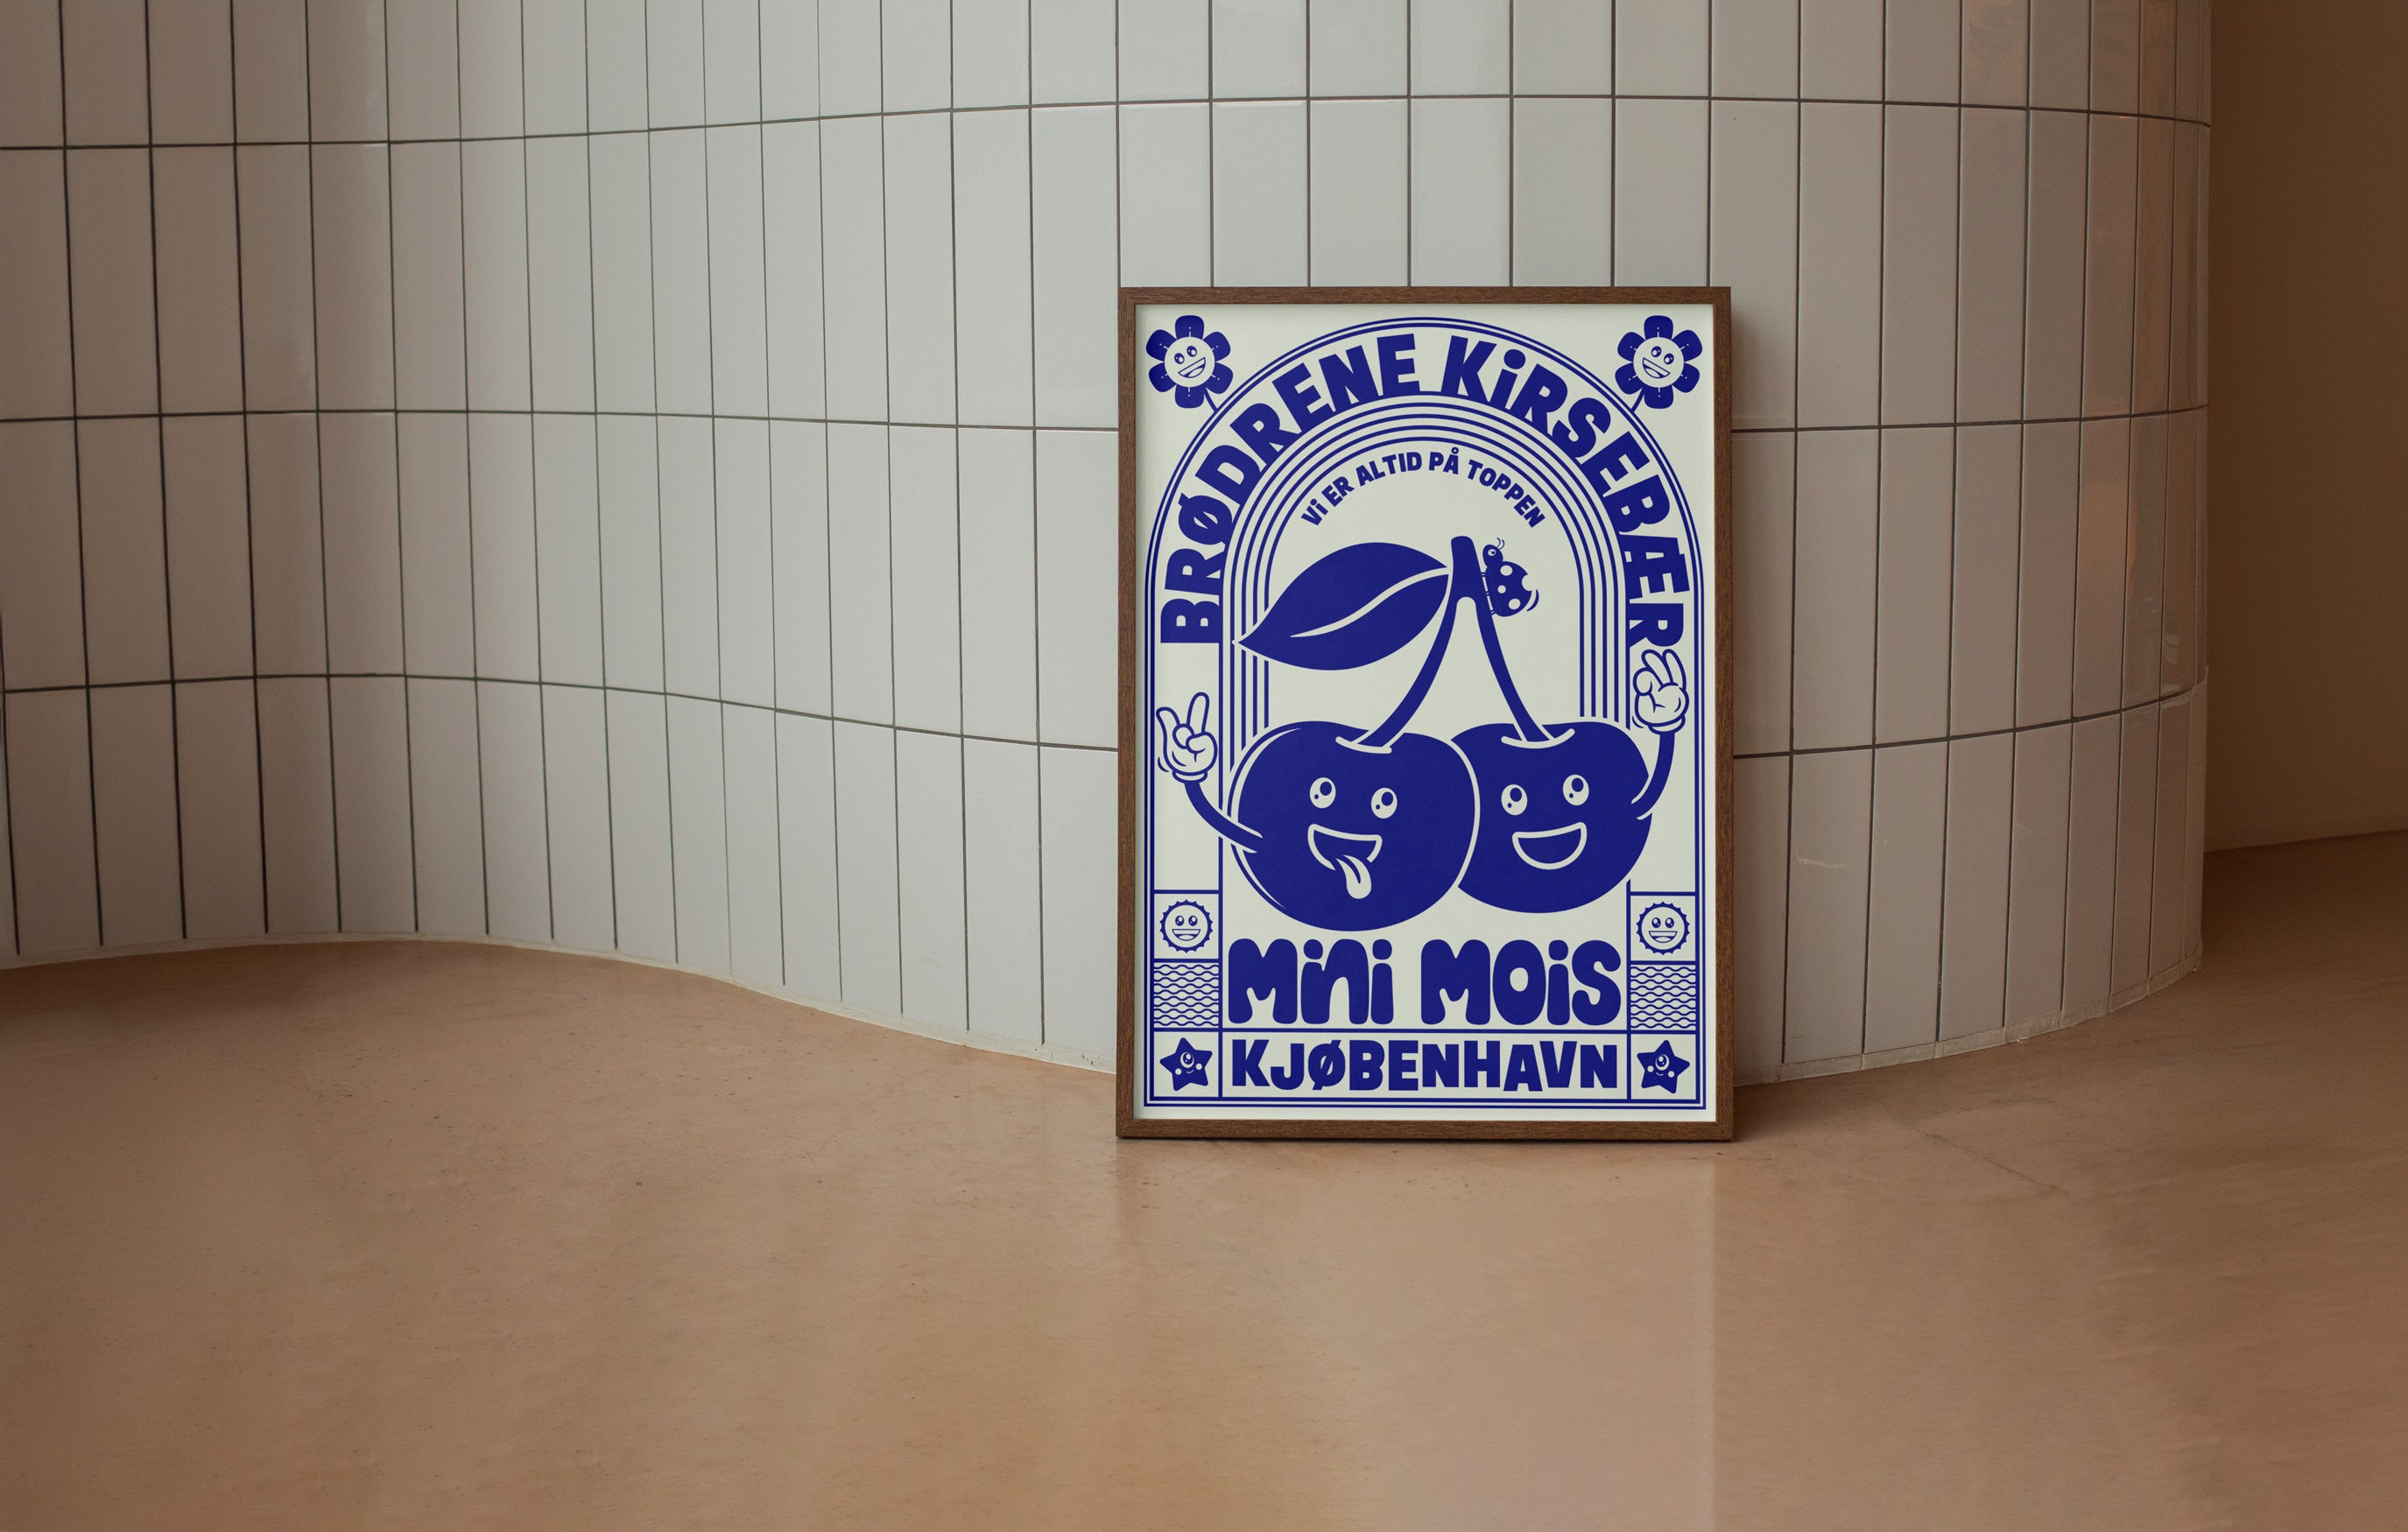 BRØDRENE KiRSEBÆR
Vi ER ALTID PÅ TOPPEN
Mini MOiS
KJØBENHAVN